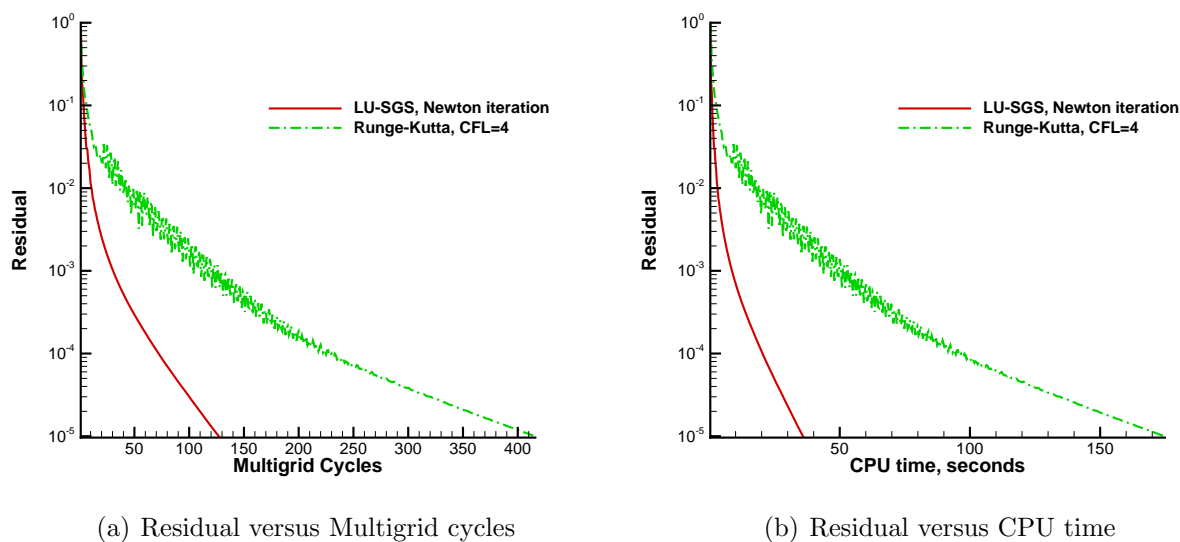 10^0
10^-1
10^-2
10^-3
10^-4
10^-5
Residual
LU-SGS, Newton iteration
Runge-Kutta, CFL=4
50 100 150 200 250 300 350 400
Multigrid Cycles
(a) Residual versus Multigrid cycles
10^0
10^-1
10^-2
10^-3
10^-4
10^-5
Residual
LU-SGS, Newton iteration
Runge-Kutta, CFL=4
50 100 150
CPU time, seconds
(b) Residual versus CPU time